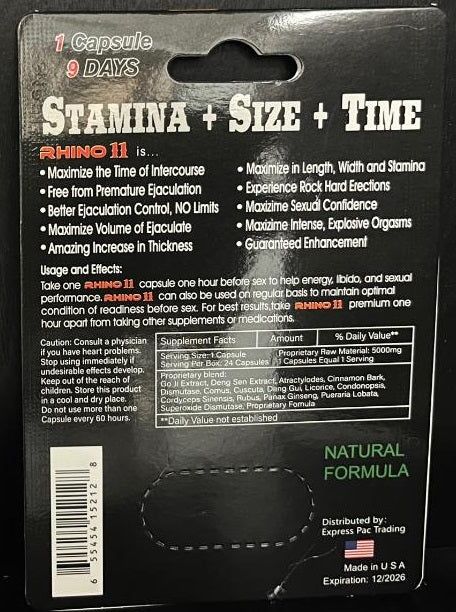 1 Capsule
9 DAYS
STAMINA + SIZE + TIME
RHINO 11 is...
• Maximize the Time of Intercourse
• Free from Premature Ejaculation
• Better Ejaculation Control, NO Limits
• Maximize Volume of Ejaculate
• Amazing Increase in Thickness
• Maximize in Length, Width and Stamina
• Experience Rock Hard Erections
• Maxizime Sexual Confidence
• Maxizime Intense, Explosive Orgasms
• Guaranteed Enhancement
Usage and Effects:
Take one RHINO 11 capsule one hour before sex to help energy, libido, and sexual
performance. RHINO 11 can also be used on regular basis to maintain optimal
condition of readiness before sex. For best results,take RHINO 11 premium one
hour apart from taking other supplements or medications.
Caution: Consult a physician
if you have heart problems.
Stop using immediately if
undesirable effects develop.
Keep out of the reach of
children. Store this product
in a cool and dry place.
Do not use more than one
Capsule every 60 hours.
Supplement Facts Amount % Daily Value**
Serving Size: 1 Capsule Proprietary Raw Material: 5000mg
Serving Per Box: 24 Capsules Capsules Equal 1 Serving
Proprietary blend:
Go Ji Extract, Deng Sen Extract, Atractylodes, Cinnamon Bark,
Dismutase, Cornus, Cuscuta, Dang Gui, Licorice, Condonopsis,
Cordyceps Sinensis, Rubus, Panax Ginseng, Pueraria Lobata,
Superoxide Dismutase, Proprietary Fomula
**Daily Value not established
NATURAL
FORMULA
6 55454 15212 8
Distributed by:
Express Pac Trading
Made in U S A
Expiration: 12/2026